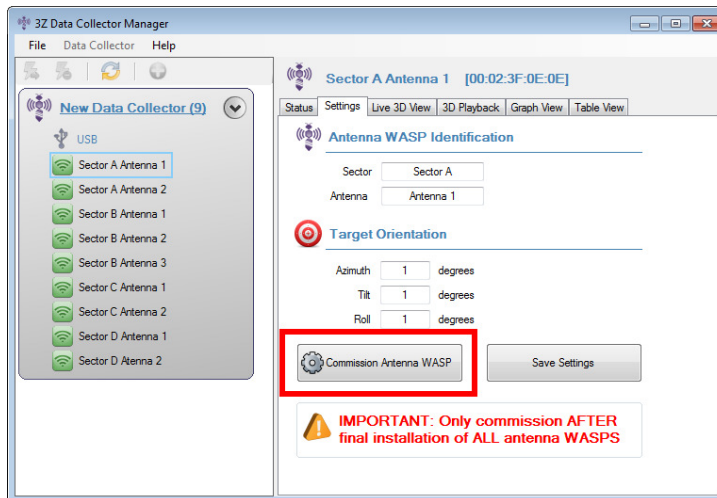 3Z Data Collector Manager
File Data Collector Help
New Data Collector (9)
USB
Sector A Antenna 1
Sector A Antenna 2
Sector B Antenna 1
Sector B Antenna 2
Sector B Antenna 3
Sector C Antenna 1
Sector C Antenna 2
Sector D Antenna 1
Sector D Atenna 2
Sector A Antenna 1 [00:02:3F:0E:0E]
Status Settings Live 3D View 3D Playback Graph View Table View
Antenna WASP Identification
Sector Sector A
Antenna Antenna 1
Target Orientation
Azimuth 1 degrees
Tilt 1 degrees
Roll 1 degrees
Commission Antenna WASP Save Settings
IMPORTANT: Only commission AFTER
final installation of ALL antenna WASPS